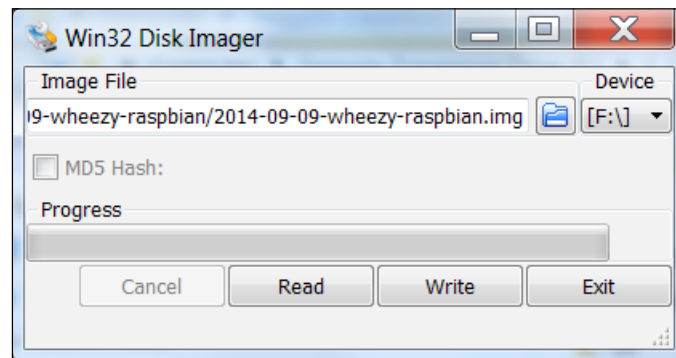 Win32 Disk Imager
Image File
Device
9-wheezy-raspbian/2014-09-09-wheezy-raspbian.img
[F:\]
MD5 Hash:
Progress
Cancel
Read
Write
Exit